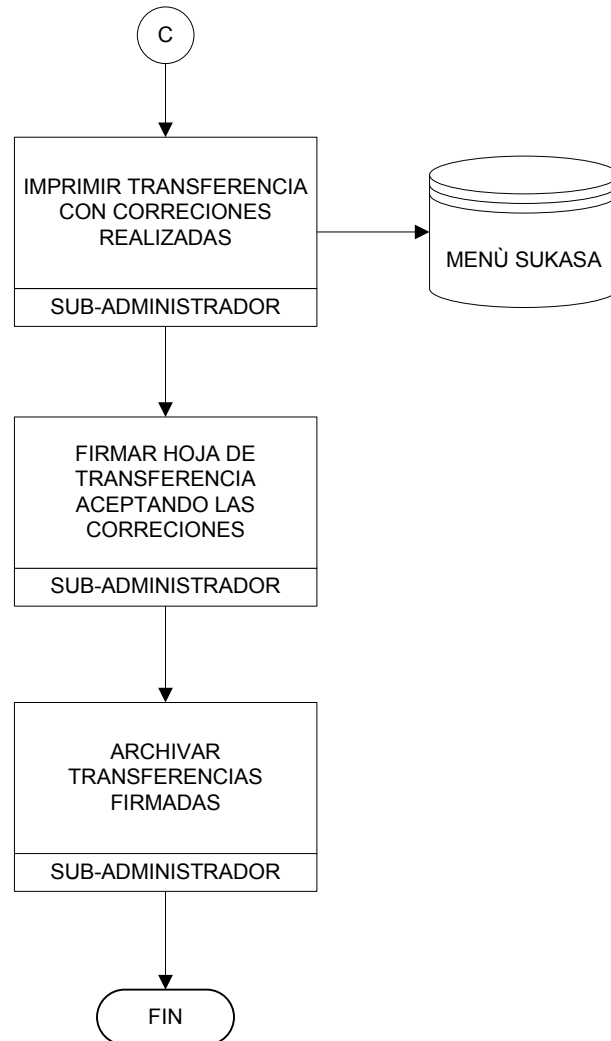 C
IMPRIMIR TRANSFERENCIA
CON CORRECIONES
REALIZADAS
SUB-ADMINISTRADOR
MENÙ SUKASA
FIRMAR HOJA DE
TRANSFERENCIA
ACEPTANDO LAS
CORRECIONES
SUB-ADMINISTRADOR
ARCHIVAR
TRANSFERENCIAS
FIRMADAS
SUB-ADMINISTRADOR
FIN